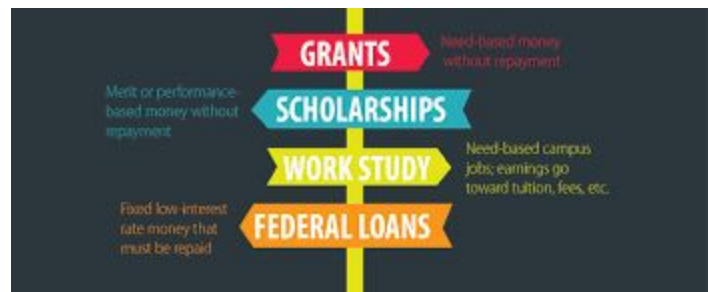 GRANTS
Need-based money
without repayment
Merit or performance-
based money without
repayment
SCHOLARSHIPS
WORK STUDY
Need-based campus
jobs; earnings go
toward tuition, fees, etc.
Fixed low-interest
rate money that
must be repaid
FEDERAL LOANS